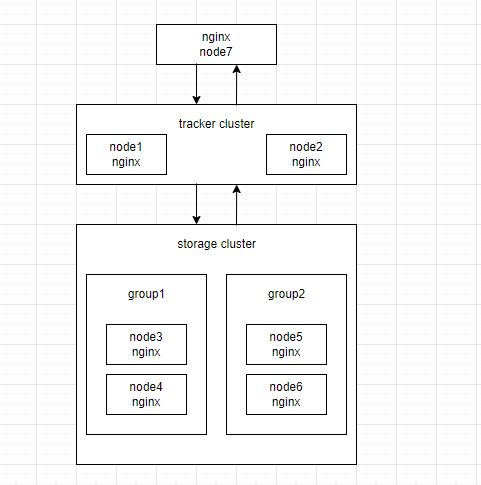 nginx
node7
tracker cluster
node1
nginx
node2
nginx
storage cluster
group1
group2
node3
nginx
node5
nginx
node4
nginx
node6
nginx